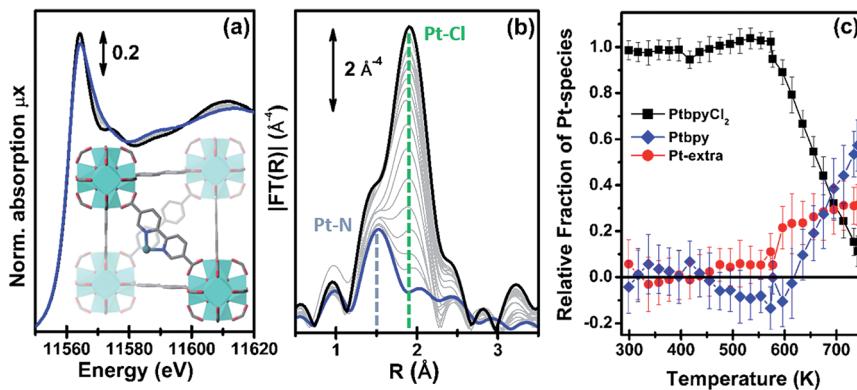 (a)
0.2
Norm. absorption µx
11560 11580 11600 11620
Energy (eV)
(b)
Pt-Cl
2 Å⁻⁴
Pt-N
|FT(R)| (Å⁻⁴)
1 2 3
R (Å)
(c)
1.0
0.8
0.6
0.4
0.2
0.0
-0.2
PtbpyCl₂
Ptbpy
Pt-extra
Relative Fraction of Pt-species
300 400 500 600 700
Temperature (K)